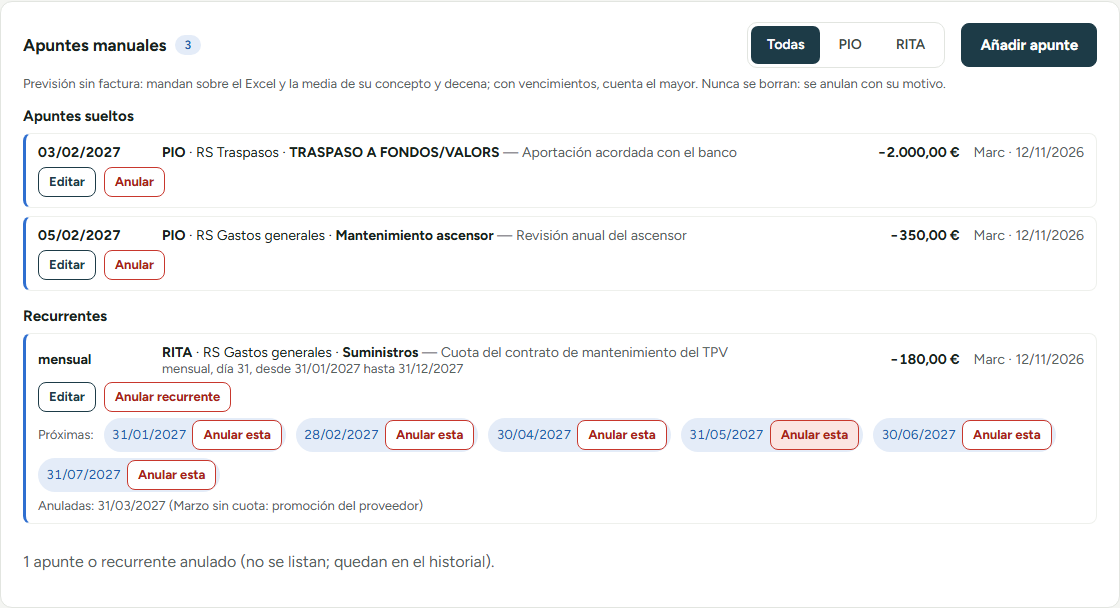 Apuntes manuales 3 Todas PIO RITA Añadir apunte
Previsión sin factura: mandan sobre el Excel y la media de su concepto y decena; con vencimientos, cuenta el mayor. Nunca se borran: se anulan con su motivo.
Apuntes sueltos
03/02/2027 PIO · RS Traspasos · TRASPASO A FONDOS/VALORS — Aportación acordada con el banco -2.000,00 € Marc · 12/11/2026
Editar Anular
05/02/2027 PIO · RS Gastos generales · Mantenimiento ascensor — Revisión anual del ascensor -350,00 € Marc · 12/11/2026
Editar Anular
Recurrentes
mensual RITA · RS Gastos generales · Suministros — Cuota del contrato de mantenimiento del TPV -180,00 € Marc · 12/11/2026
mensual, día 31, desde 31/01/2027 hasta 31/12/2027
Editar Anular recurrente
Próximas: 31/01/2027 Anular esta 28/02/2027 Anular esta 30/04/2027 Anular esta 31/05/2027 Anular esta 30/06/2027 Anular esta
31/07/2027 Anular esta
Anuladas: 31/03/2027 (Marzo sin cuota: promoción del proveedor)
1 apunte o recurrente anulado (no se listan; quedan en el historial).